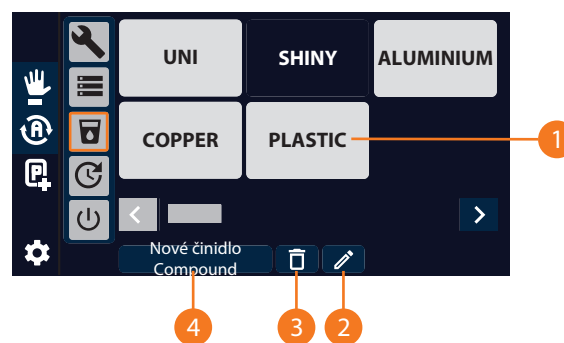 UNI
SHINY
ALUMINIUM
COPPER
PLASTIC
1
Nové činidlo
Compound
4
3
2